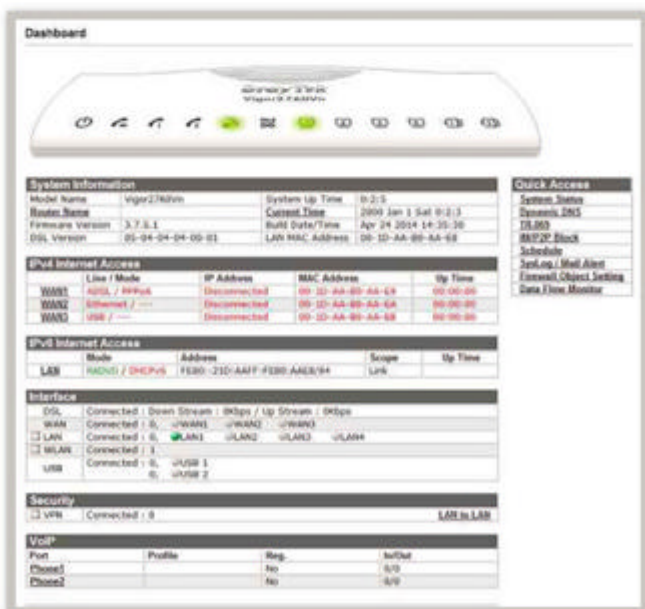 Dashboard
DrayTek
System Information
Model Name System Up Time 0:2:5
Router Name Current Time 2000 Jan 1 Sat 0:2:3
Firmware Version Build Date/Time Apr 24 2014 14:35:30
DSL Version 05-04-04-04-00-01 LAN MAC Address
Quick Access
System Status
Dynamic DNS
TR-069
IM/P2P Block
Schedule
SysLog / Mail Alert
Firewall Object Setting
Data Flow Monitor
IPv4 Internet Access
Line / Mode IP Address MAC Address Up Time
WAN1 ADSL / PPPoA Disconnected 00:00:00
WAN2 Ethernet / --- Disconnected 00:00:00
WAN3 USB / --- Disconnected 00:00:00
IPv6 Internet Access
Mode Address Scope Up Time
LAN RADVD / DHCPv6 Link
Interface
DSL Connected : Down Stream : 0Kbps / Up Stream : 0Kbps
WAN Connected : 0, WAN1 WAN2 WAN3
LAN Connected : 0, LAN1 LAN2 LAN3 LAN4
WLAN Connected : 1
USB Connected : 0, USB 1
0, USB 2
Security
VPN Connected : 0 LAN to LAN
VoIP
Port Profile Reg. In/Out
Phone1 No 0/0
Phone2 No 0/0